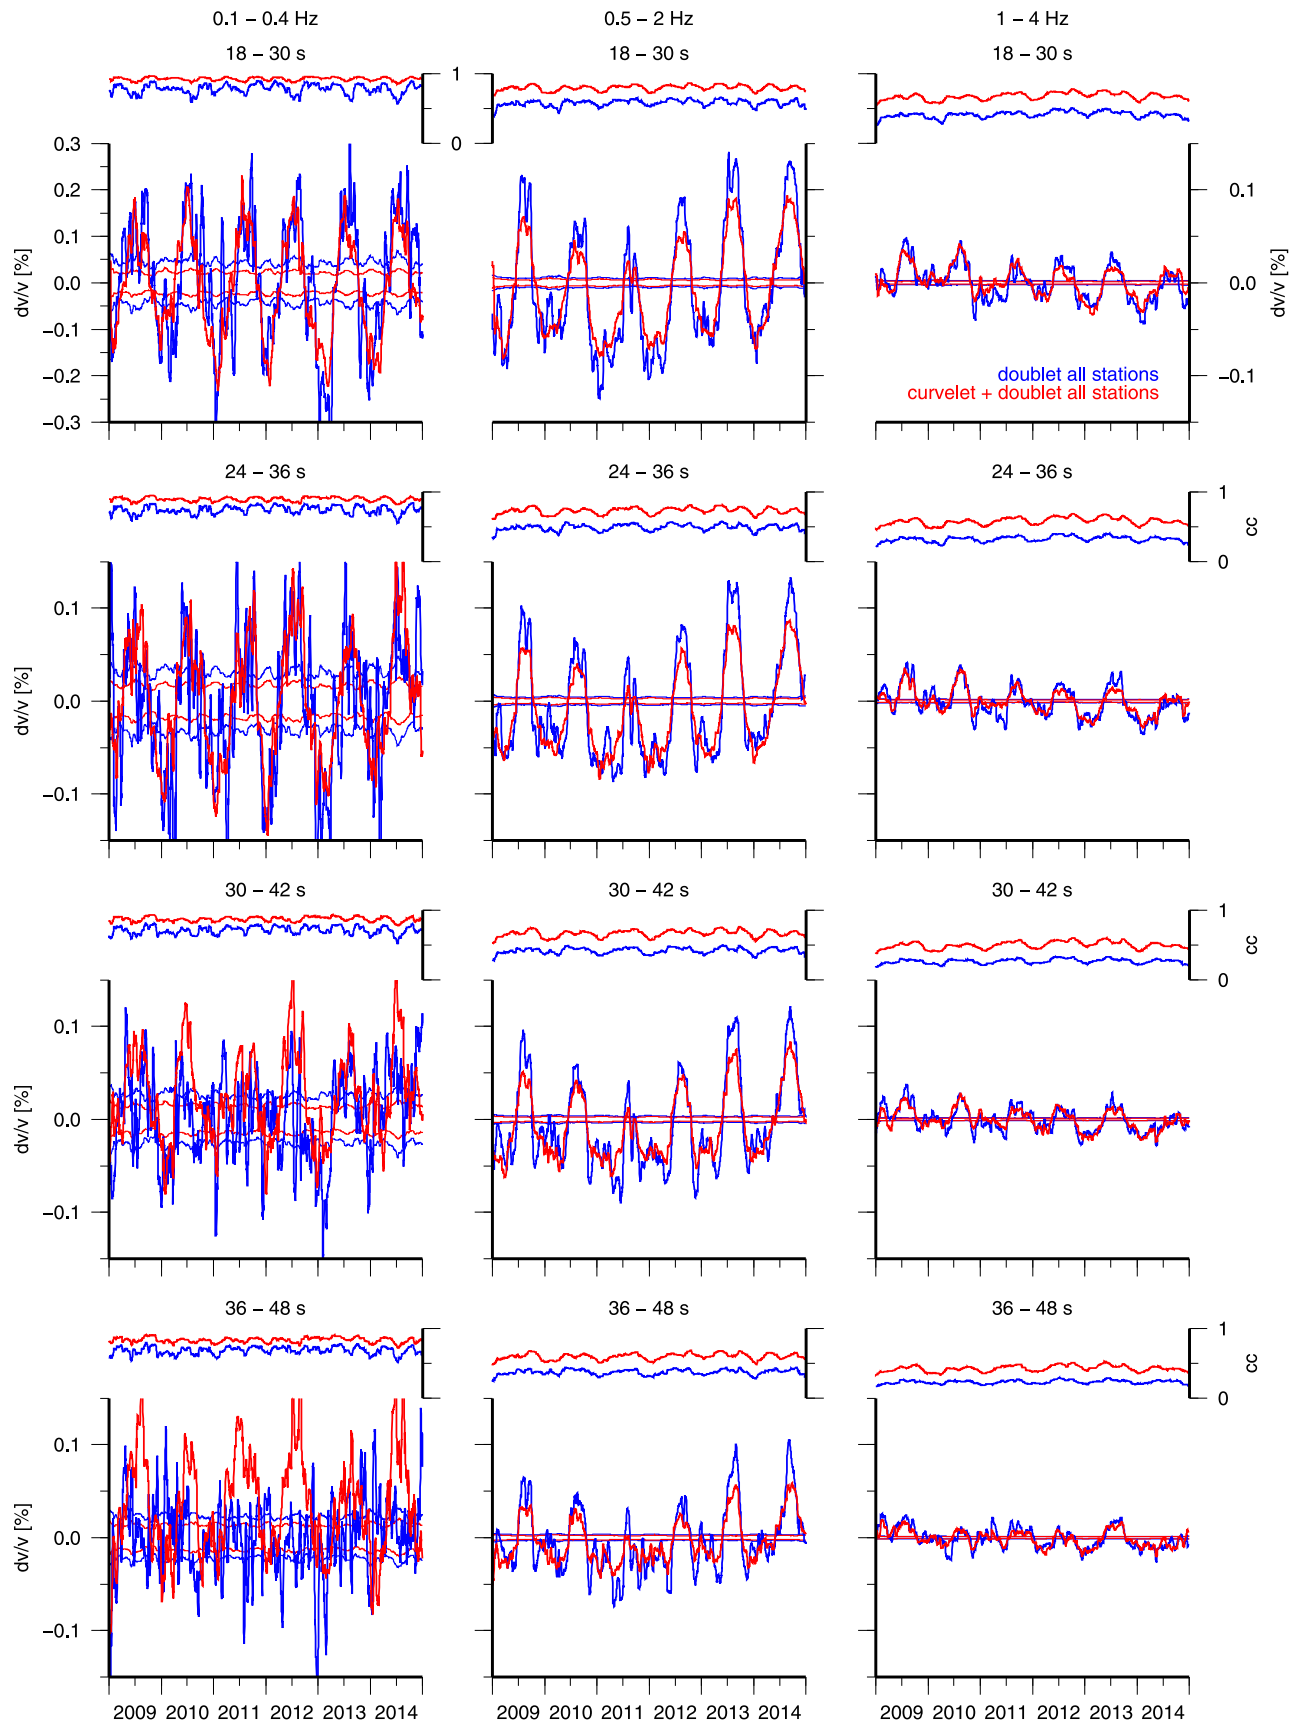 0.1 – 0.4 Hz
0.5 – 2 Hz
1 – 4 Hz
18 – 30 s
18 – 30 s
18 – 30 s
1
0
0.3
0.2
0.1
0.0
−0.1
−0.2
−0.3
dv/v [%]
0.1
0.0
−0.1
dv/v [%]
doublet all stations
curvelet + doublet all stations
24 – 36 s
24 – 36 s
24 – 36 s
1
0
cc
0.1
0.0
−0.1
dv/v [%]
30 – 42 s
30 – 42 s
30 – 42 s
1
0
cc
0.1
0.0
−0.1
dv/v [%]
36 – 48 s
36 – 48 s
36 – 48 s
1
0
cc
0.1
0.0
−0.1
dv/v [%]
2009 2010 2011 2012 2013 2014
2009 2010 2011 2012 2013 2014
2009 2010 2011 2012 2013 2014